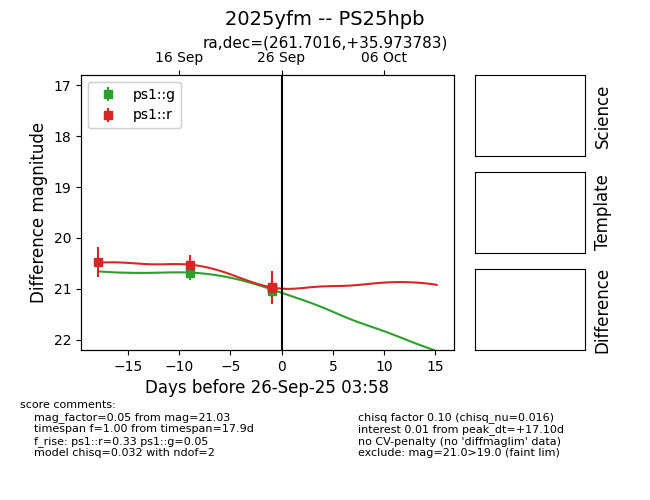 2025yfm -- PS25hpb
ra,dec=(261.7016,+35.973783)
16 Sep 26 Sep 06 Oct
17
18
19
20
21
22
Difference magnitude
ps1::g
ps1::r
−15 −10 −5 0 5 10 15
Days before 26-Sep-25 03:58
Science
Template
Difference
score comments:
mag_factor=0.05 from mag=21.03
timespan f=1.00 from timespan=17.9d
f_rise: ps1::r=0.33 ps1::g=0.05
model chisq=0.032 with ndof=2
chisq factor 0.10 (chisq_nu=0.016)
interest 0.01 from peak_dt=+17.10d
no CV-penalty (no 'diffmaglim' data)
exclude: mag=21.0>19.0 (faint lim)